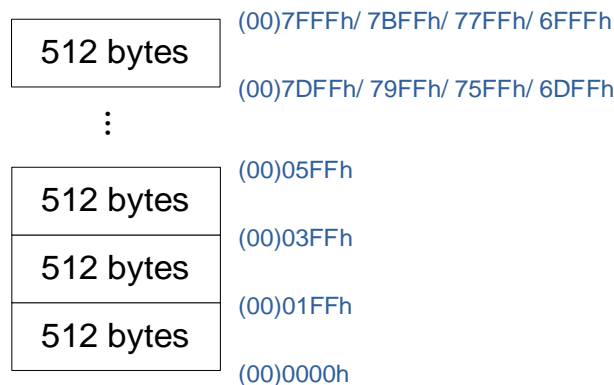 (00)7FFFh/ 7BFFh/ 77FFh/ 6FFFh
512 bytes
(00)7DFFh/ 79FFh/ 75FFh/ 6DFFh
⋮
(00)05FFh
512 bytes
(00)03FFh
512 bytes
(00)01FFh
512 bytes
(00)0000h